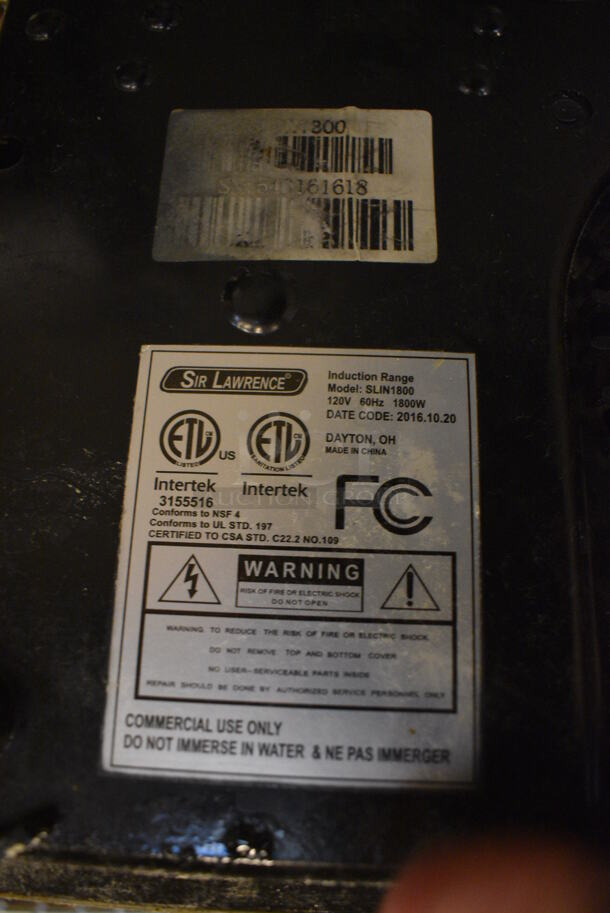 SIR LAWRENCE®
Induction Range
Model: SLIN1800
120V 60Hz 1800W
DATE CODE: 2016.10.20
DAYTON, OH
MADE IN CHINA
ETL CM
LISTED
US
ETL CM
SANITATION LISTED
Intertek
3155516
Intertek
FC
Conforms to NSF 4
Conforms to UL STD. 197
CERTIFIED TO CSA STD. C22.2 NO.109
WARNING
RISK OF FIRE OR ELECTRIC SHOCK
DO NOT OPEN
WARNING: TO REDUCE THE RISK OF FIRE OR ELECTRIC SHOCK,
DO NOT REMOVE TOP AND BOTTOM COVER
NO USER-SERVICEABLE PARTS INSIDE
REPAIR SHOULD BE DONE BY AUTHORIZED SERVICE PERSONNEL ONLY
COMMERCIAL USE ONLY
DO NOT IMMERSE IN WATER & NE PAS IMMERGER